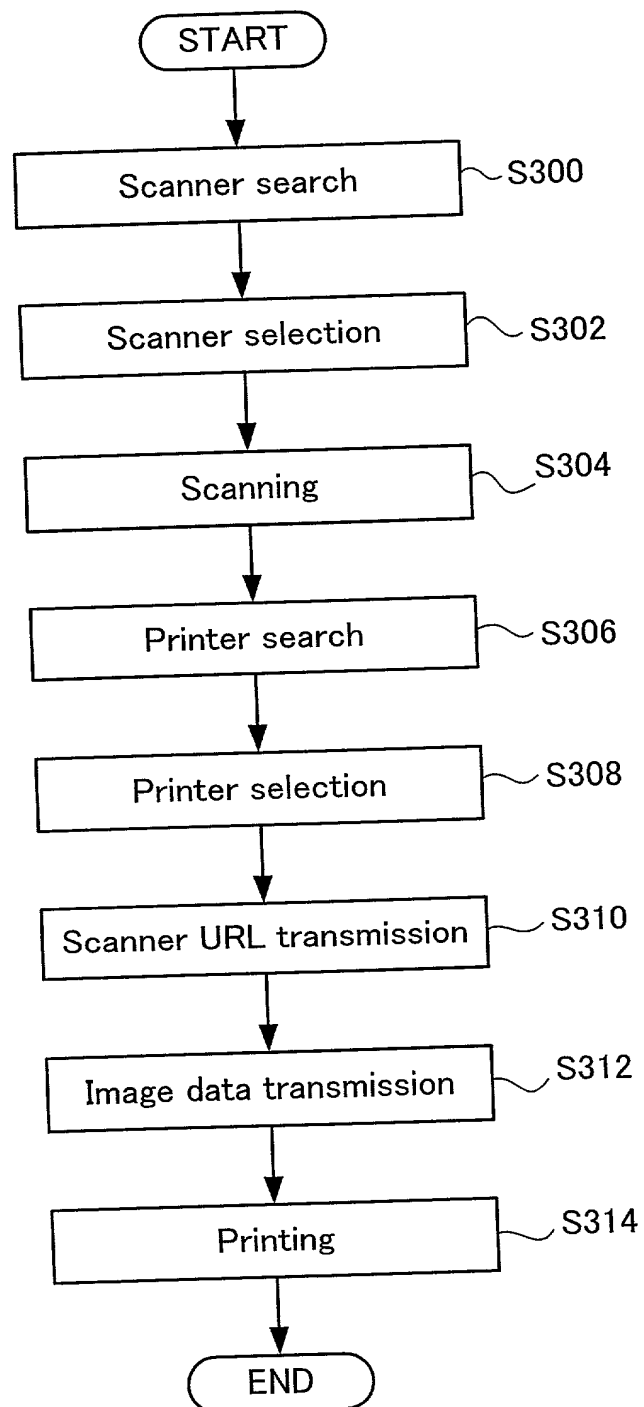 START
Scanner search
S300
Scanner selection
S302
Scanning
S304
Printer search
S306
Printer selection
S308
Scanner URL transmission
S310
Image data transmission
S312
Printing
S314
END